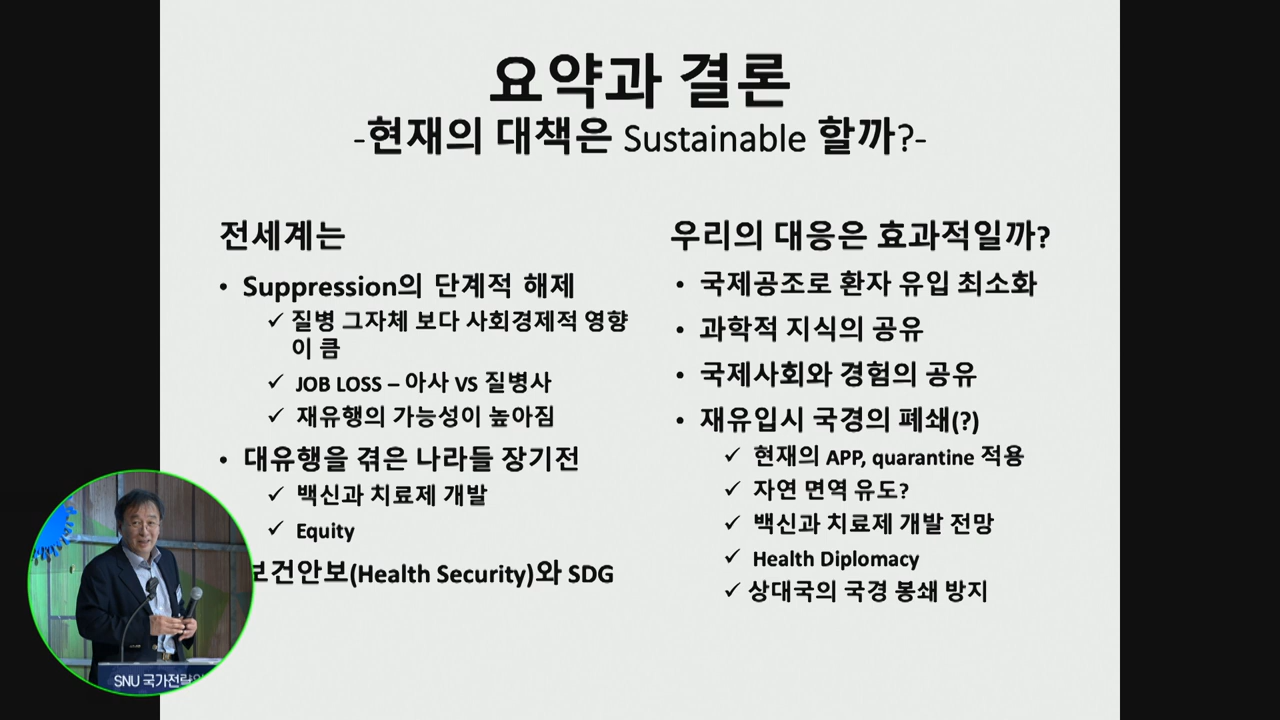 요약과 결론
-현재의 대책은 Sustainable 할까?-
전세계는
• Suppression의 단계적 해제
✓ 질병 그자체 보다 사회경제적 영향
이 큼
✓ JOB LOSS – 아사 VS 질병사
✓ 재유행의 가능성이 높아짐
• 대유행을 겪은 나라들 장기전
✓ 백신과 치료제 개발
✓ Equity
보건안보(Health Security)와 SDG
우리의 대응은 효과적일까?
• 국제공조로 환자 유입 최소화
• 과학적 지식의 공유
• 국제사회와 경험의 공유
• 재유입시 국경의 폐쇄(?)
✓ 현재의 APP, quarantine 적용
✓ 자연 면역 유도?
✓ 백신과 치료제 개발 전망
✓ Health Diplomacy
✓ 상대국의 국경 봉쇄 방지
SNU 국가전략